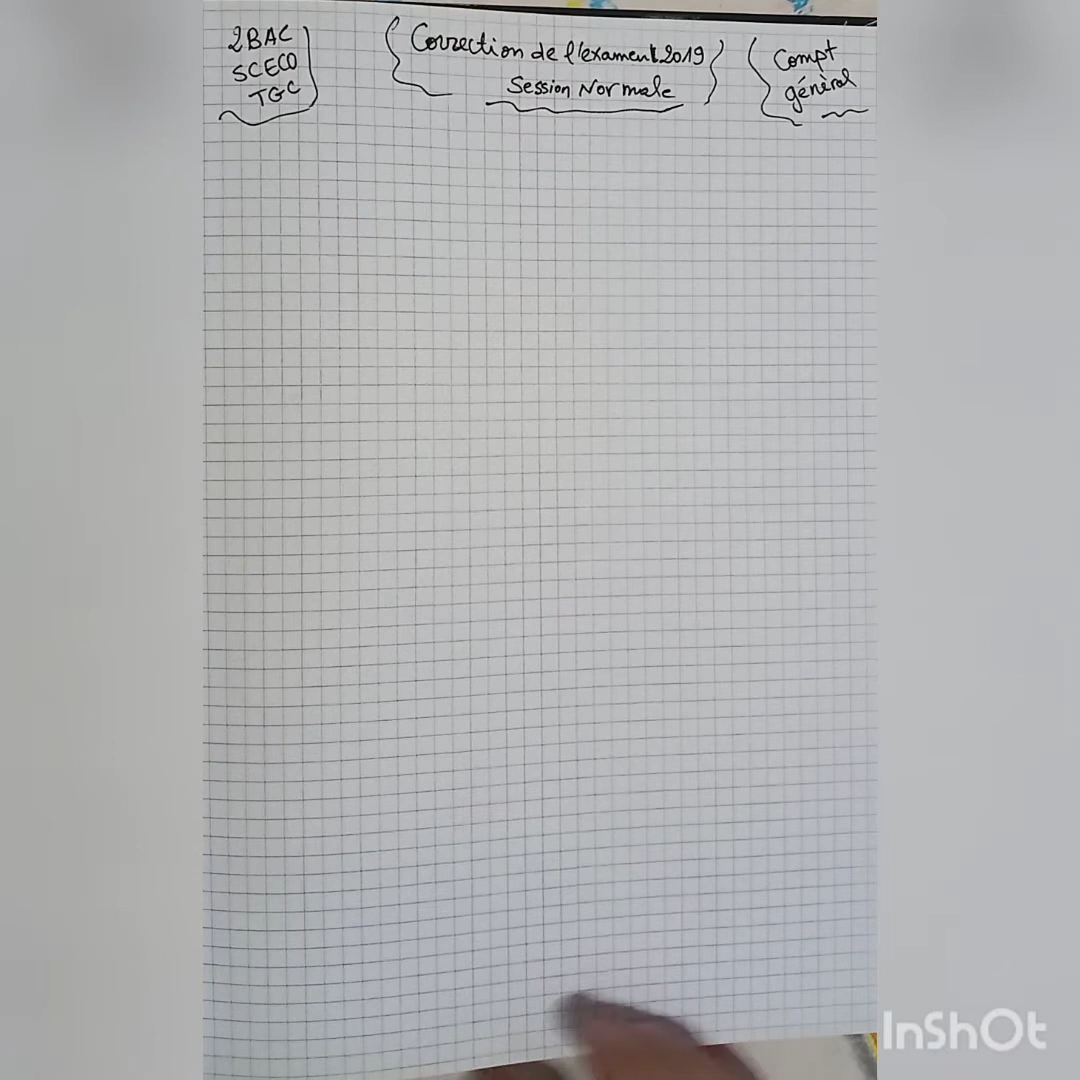 2BAC
SCECO
TGC
Correction de l'exament 2019
Session Normale
Compt
général
InShOt